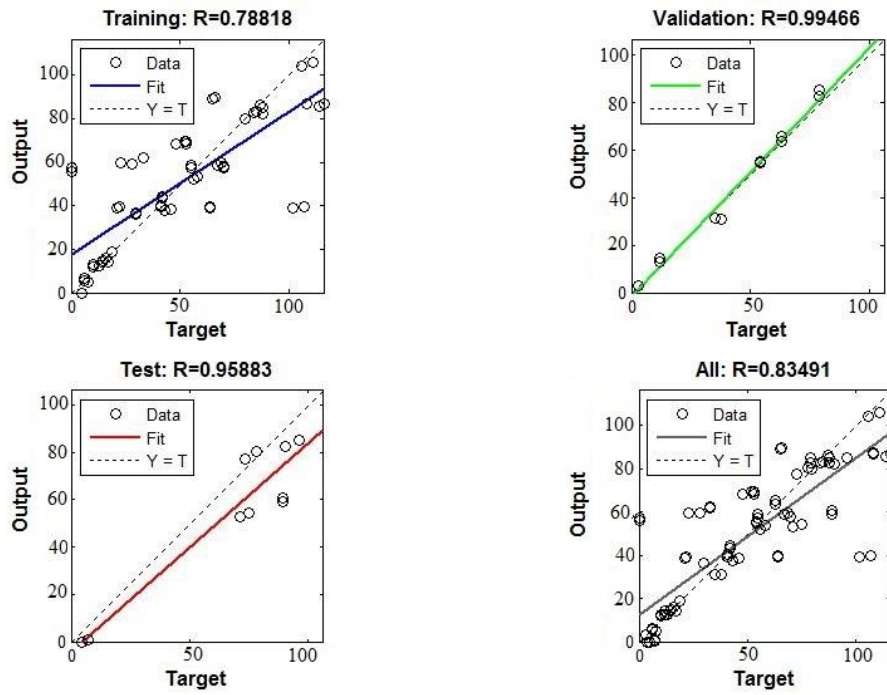 Training: R=0.78818
Data
Fit
Y = T
Output
100
80
60
40
20
0
0
50
100
Target
Validation: R=0.99466
Data
Fit
Y = T
Output
100
80
60
40
20
0
0
50
100
Target
Test: R=0.95883
Data
Fit
Y = T
Output
100
80
60
40
20
0
0
50
100
Target
All: R=0.83491
Data
Fit
Y = T
Output
100
80
60
40
20
0
0
50
100
Target